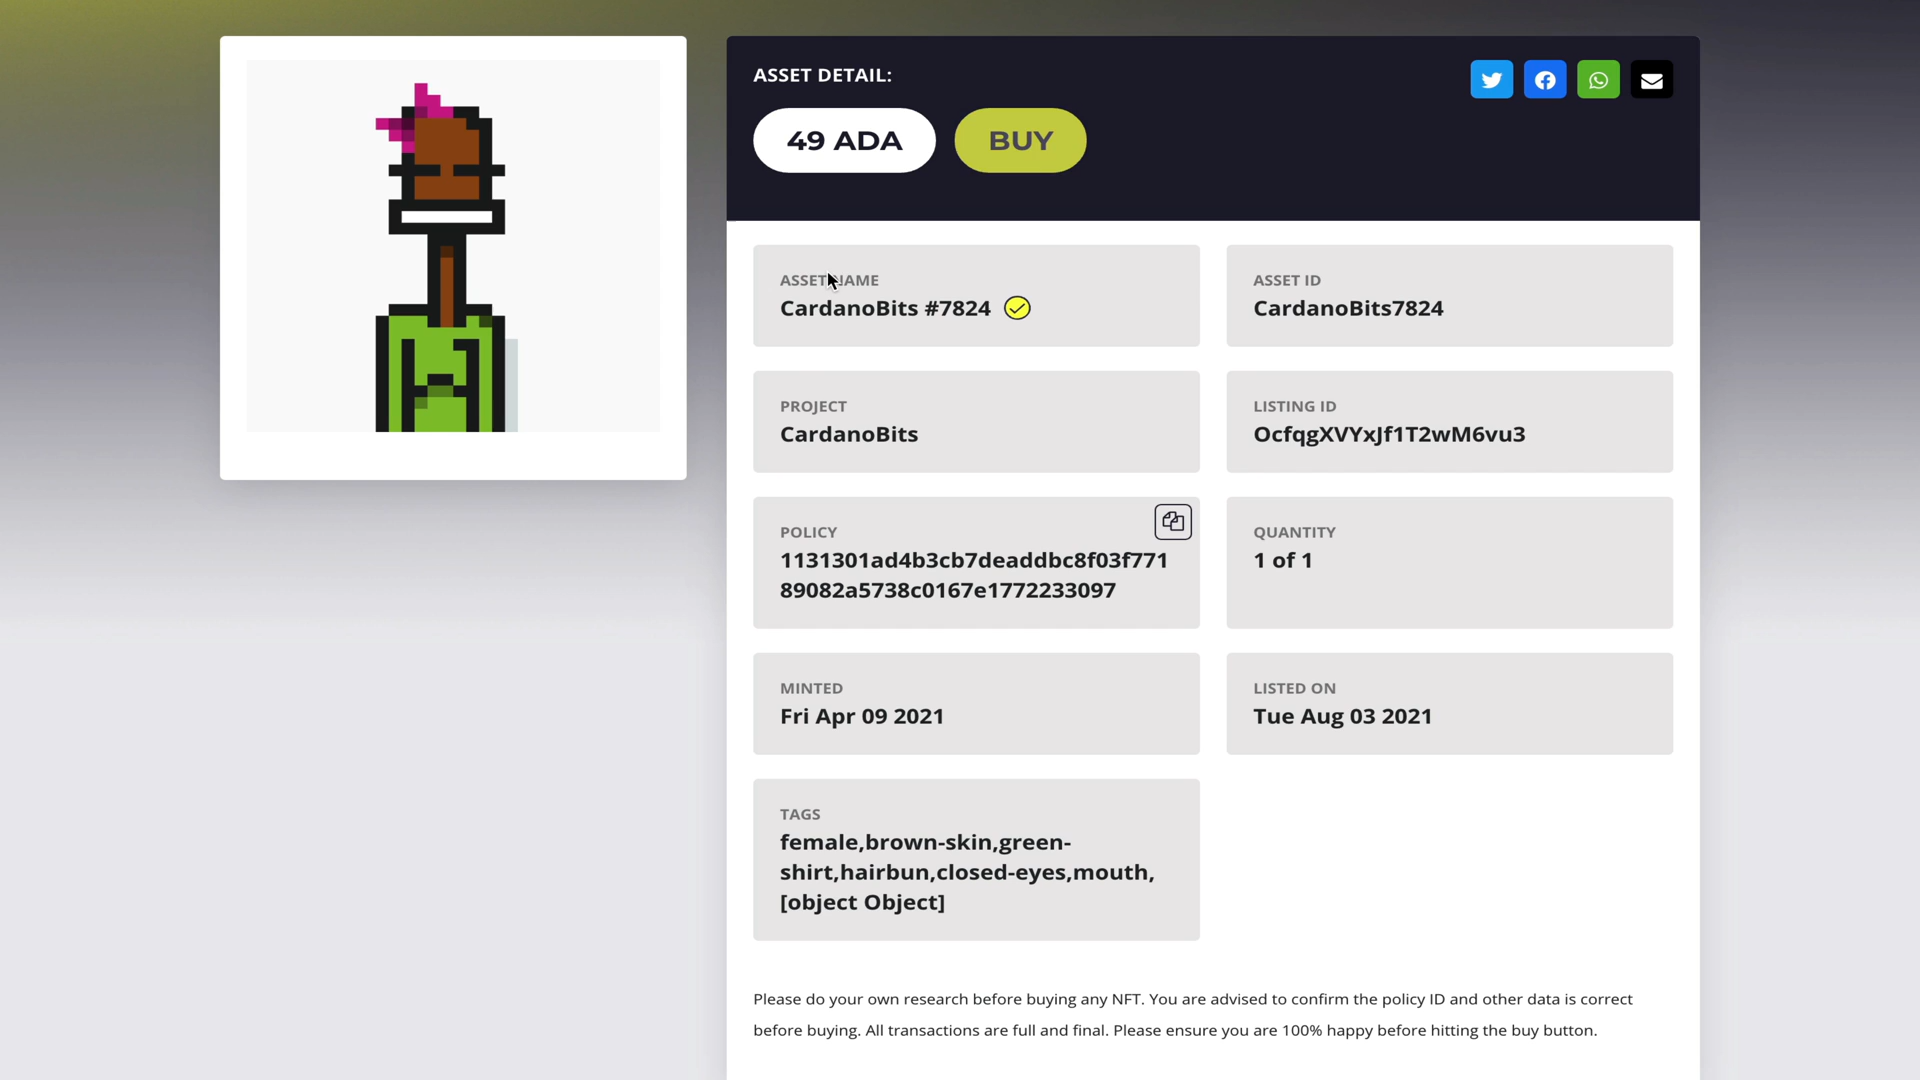 ASSET DETAIL:
49 ADA
BUY
ASSET NAME
CardanoBits #7824
ASSET ID
CardanoBits7824
PROJECT
CardanoBits
LISTING ID
OcfqgXVYxJf1T2wM6vu3
POLICY
1131301ad4b3cb7deaddbc8f03f771
89082a5738c0167e1772233097
QUANTITY
1 of 1
MINTED
Fri Apr 09 2021
LISTED ON
Tue Aug 03 2021
TAGS
female,brown-skin,green-
shirt,hairbun,closed-eyes,mouth,
[object Object]
Please do your own research before buying any NFT. You are advised to confirm the policy ID and other data is correct
before buying. All transactions are full and final. Please ensure you are 100% happy before hitting the buy button.